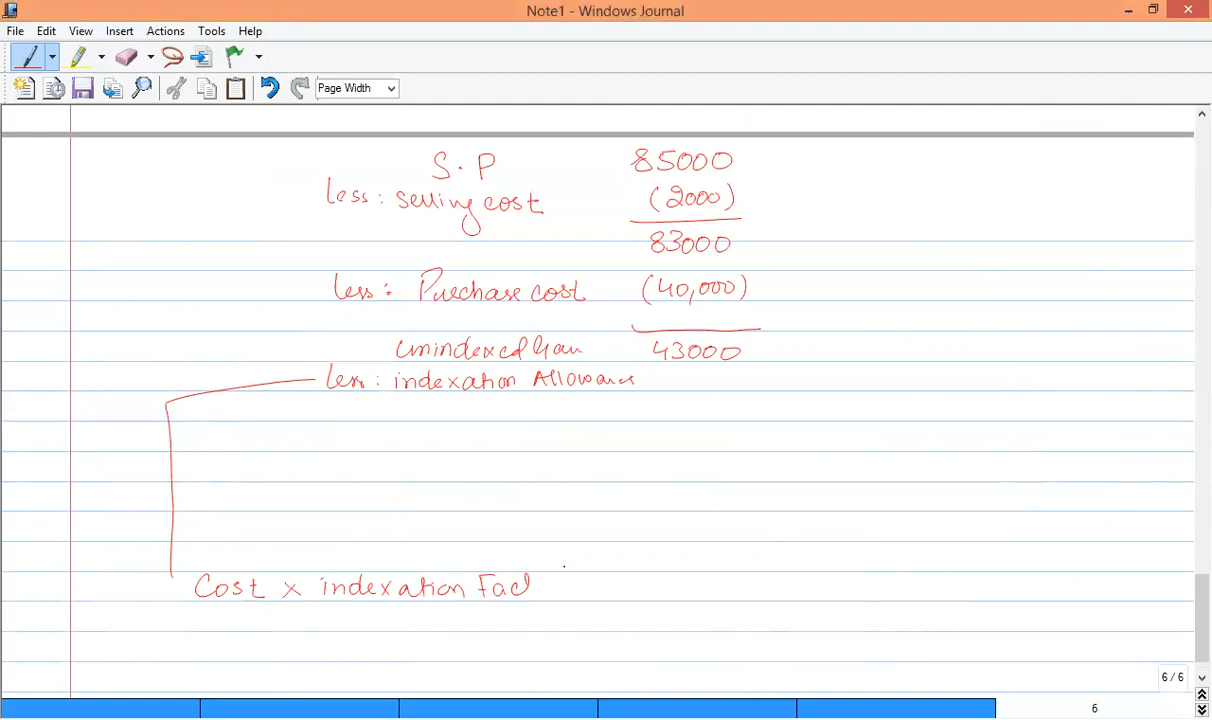 Note1 - Windows Journal
File Edit View Insert Actions Tools Help
Page Width
S.P 85000
less: selling cost (2000)
83000
less: Purchase cost (40,000)
unindexed Gain 43000
less: indexation Allowance
Cost × indexation Fact
6 / 6
6